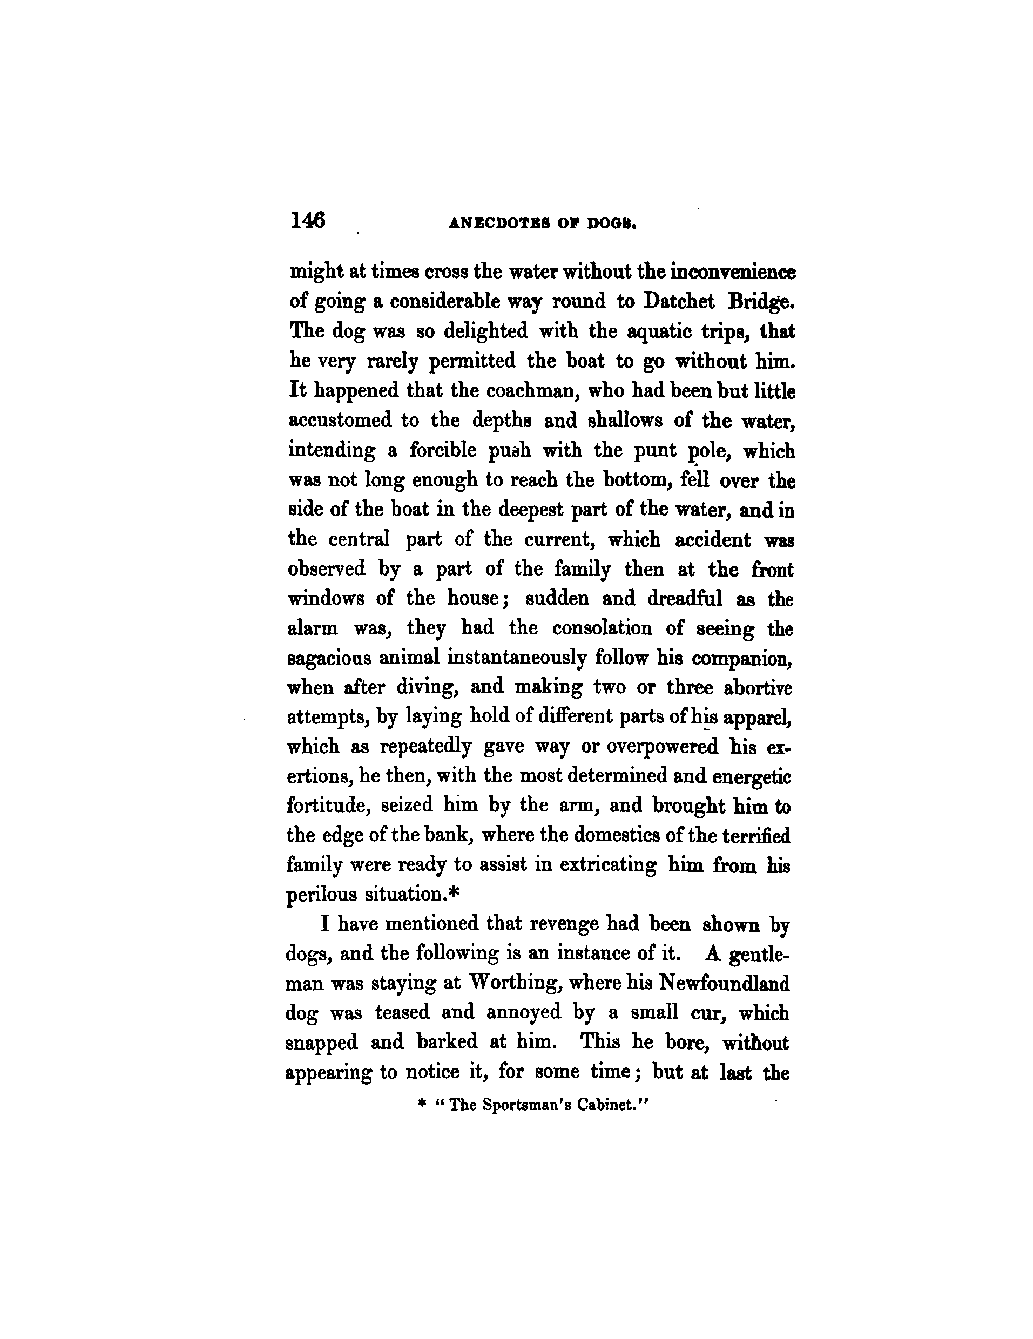 146 ANECDOTES OF DOGS.
might at times cross the water without the inconvenience
of going a considerable way round to Datchet Bridge.
The dog was so delighted with the aquatic trips, that
he very rarely permitted the boat to go without him.
It happened that the coachman, who had been but little
accustomed to the depths and shallows of the water,
intending a forcible push with the punt pole, which
was not long enough to reach the bottom, fell over the
side of the boat in the deepest part of the water, and in
the central part of the current, which accident was
observed by a part of the family then at the front
windows of the house; sudden and dreadful as the
alarm was, they had the consolation of seeing the
sagacious animal instantaneously follow his companion,
when after diving, and making two or three abortive
attempts, by laying hold of different parts of his apparel,
which as repeatedly gave way or overpowered his ex-
ertions, he then, with the most determined and energetic
fortitude, seized him by the arm, and brought him to
the edge of the bank, where the domestics of the terrified
family were ready to assist in extricating him from his
perilous situation.*
I have mentioned that revenge had been shown by
dogs, and the following is an instance of it. A gentle-
man was staying at Worthing, where his Newfoundland
dog was teased and annoyed by a small cur, which
snapped and barked at him. This he bore, without
appearing to notice it, for some time; but at last the
* "The Sportsman's Cabinet."